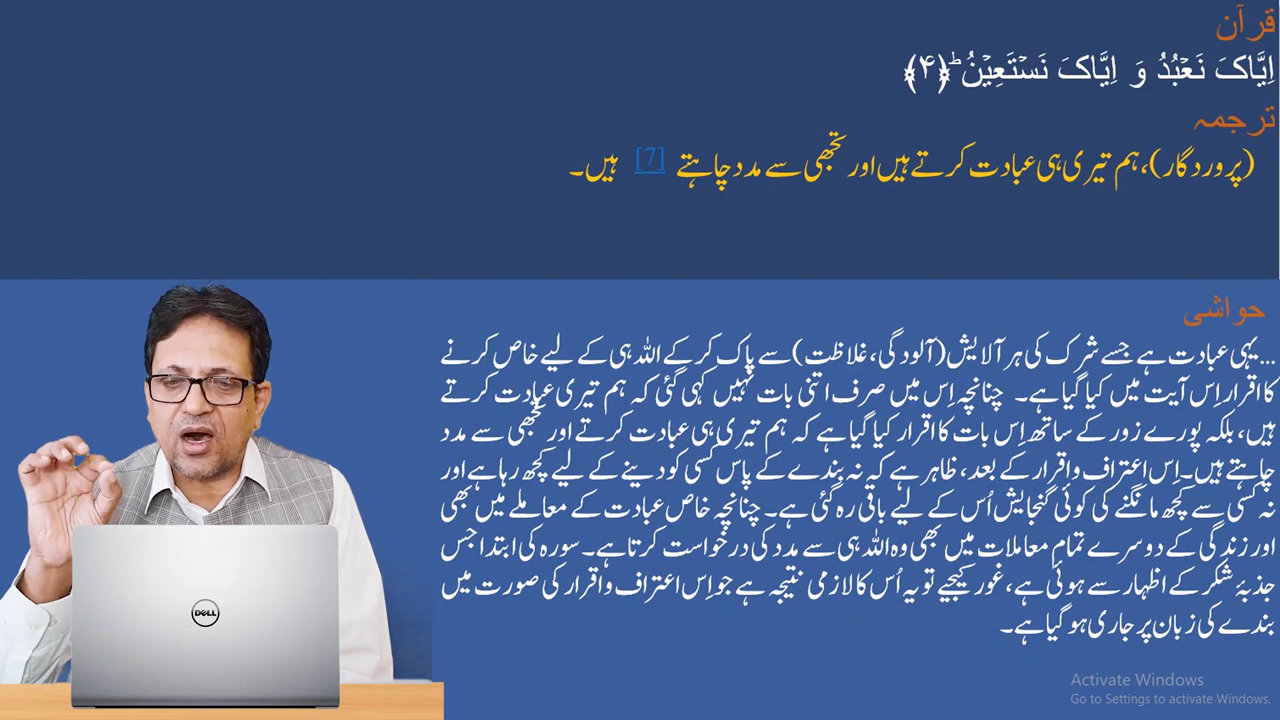 قرآن
اِیَّاکَ نَعۡبُدُ وَ اِیَّاکَ نَسۡتَعِیۡنُ ؕ﴿۴﴾
ترجمہ
(پروردگار)، ہم تیری ہی عبادت کرتے ہیں اور تجھی سے مدد چاہتے [7] ہیں۔
حواشی
...یہی عبادت ہے جسے شرک کی ہر آلایش (آلودگی، غلاظت) سے پاک کر کے اللہ ہی کے لیے خاص کرنے
کا اقرار اِس آیت میں کیا گیا ہے۔ چنانچہ اِس میں صرف اتنی بات نہیں کہی گئی کہ ہم تیری عبادت کرتے
ہیں، بلکہ پورے زور کے ساتھ اِس بات کا اقرار کیا گیا ہے کہ ہم تیری ہی عبادت کرتے اور تجھی سے مدد
چاہتے ہیں۔ اِس اعتراف و اقرار کے بعد، ظاہر ہے کہ نہ بندے کے پاس کسی کو دینے کے لیے کچھ رہا ہے اور
نہ کسی سے کچھ مانگنے کی کوئی گنجایش اُس کے لیے باقی رہ گئی ہے۔ چنانچہ خاص عبادت کے معاملے میں بھی
اور زندگی کے دوسرے تمام معاملات میں بھی وہ اللہ ہی سے مدد کی درخواست کرتا ہے۔ سورہ کی ابتدا جس
جذبۂ شکر کے اظہار سے ہوئی ہے، غور کیجیے تو یہ اُس کا لازمی نتیجہ ہے جو اِس اعتراف و اقرار کی صورت میں
بندے کی زبان پر جاری ہو گیا ہے۔
DELL
Activate Windows
Go to Settings to activate Windows.